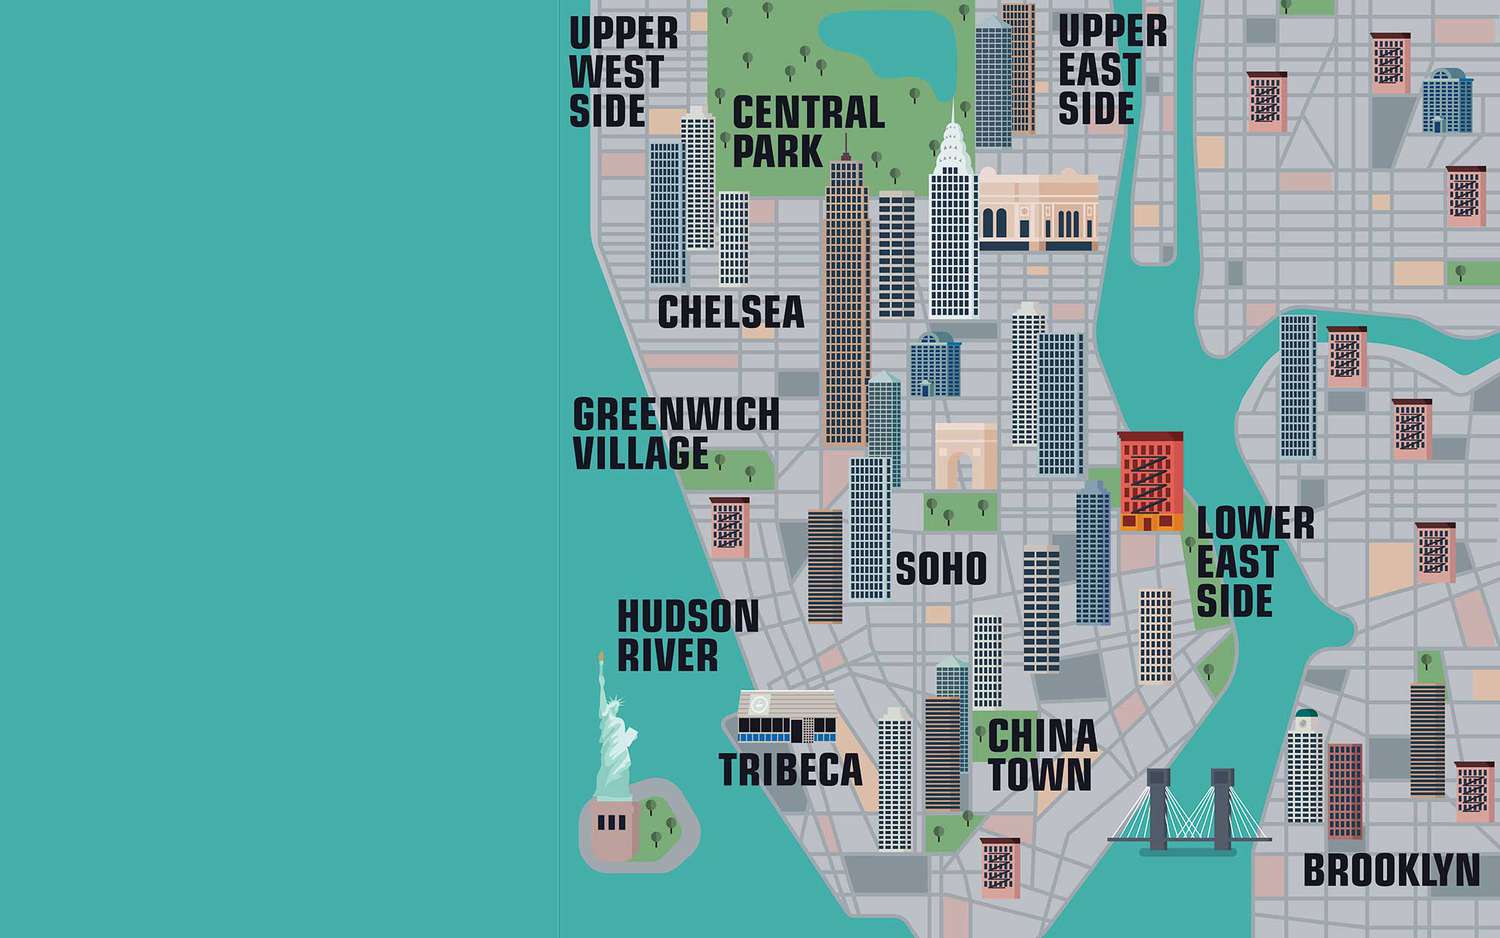 UPPER
WEST
SIDE
UPPER
EAST
SIDE
CENTRAL
PARK
CHELSEA
GREENWICH
VILLAGE
SOHO
LOWER
EAST
SIDE
HUDSON
RIVER
TRIBECA
CHINA
TOWN
BROOKLYN